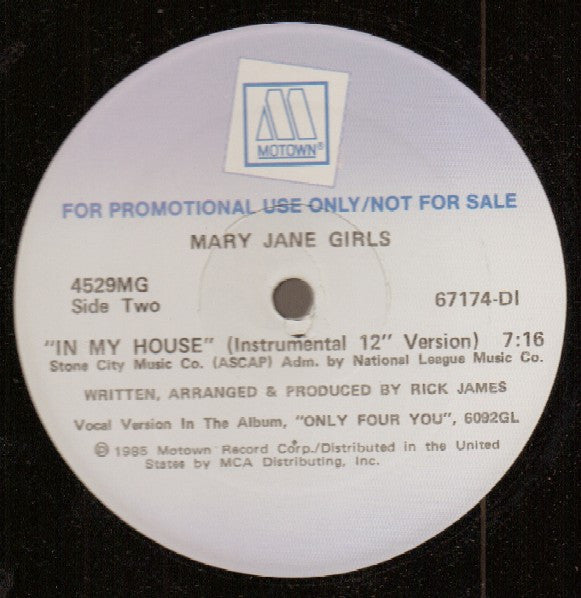 MOTOWN®
FOR PROMOTIONAL USE ONLY/NOT FOR SALE
MARY JANE GIRLS
4529MG
Side Two
67174-DI
"IN MY HOUSE" (Instrumental 12" Version) 7:16
Stone City Music Co. (ASCAP) Adm. by National League Music Co.
WRITTEN, ARRANGED & PRODUCED BY RICK JAMES
Vocal Version In The Album, "ONLY FOUR YOU", 6092GL
℗ 1985 Motown Record Corp./Distributed in the United
States by MCA Distributing, Inc.